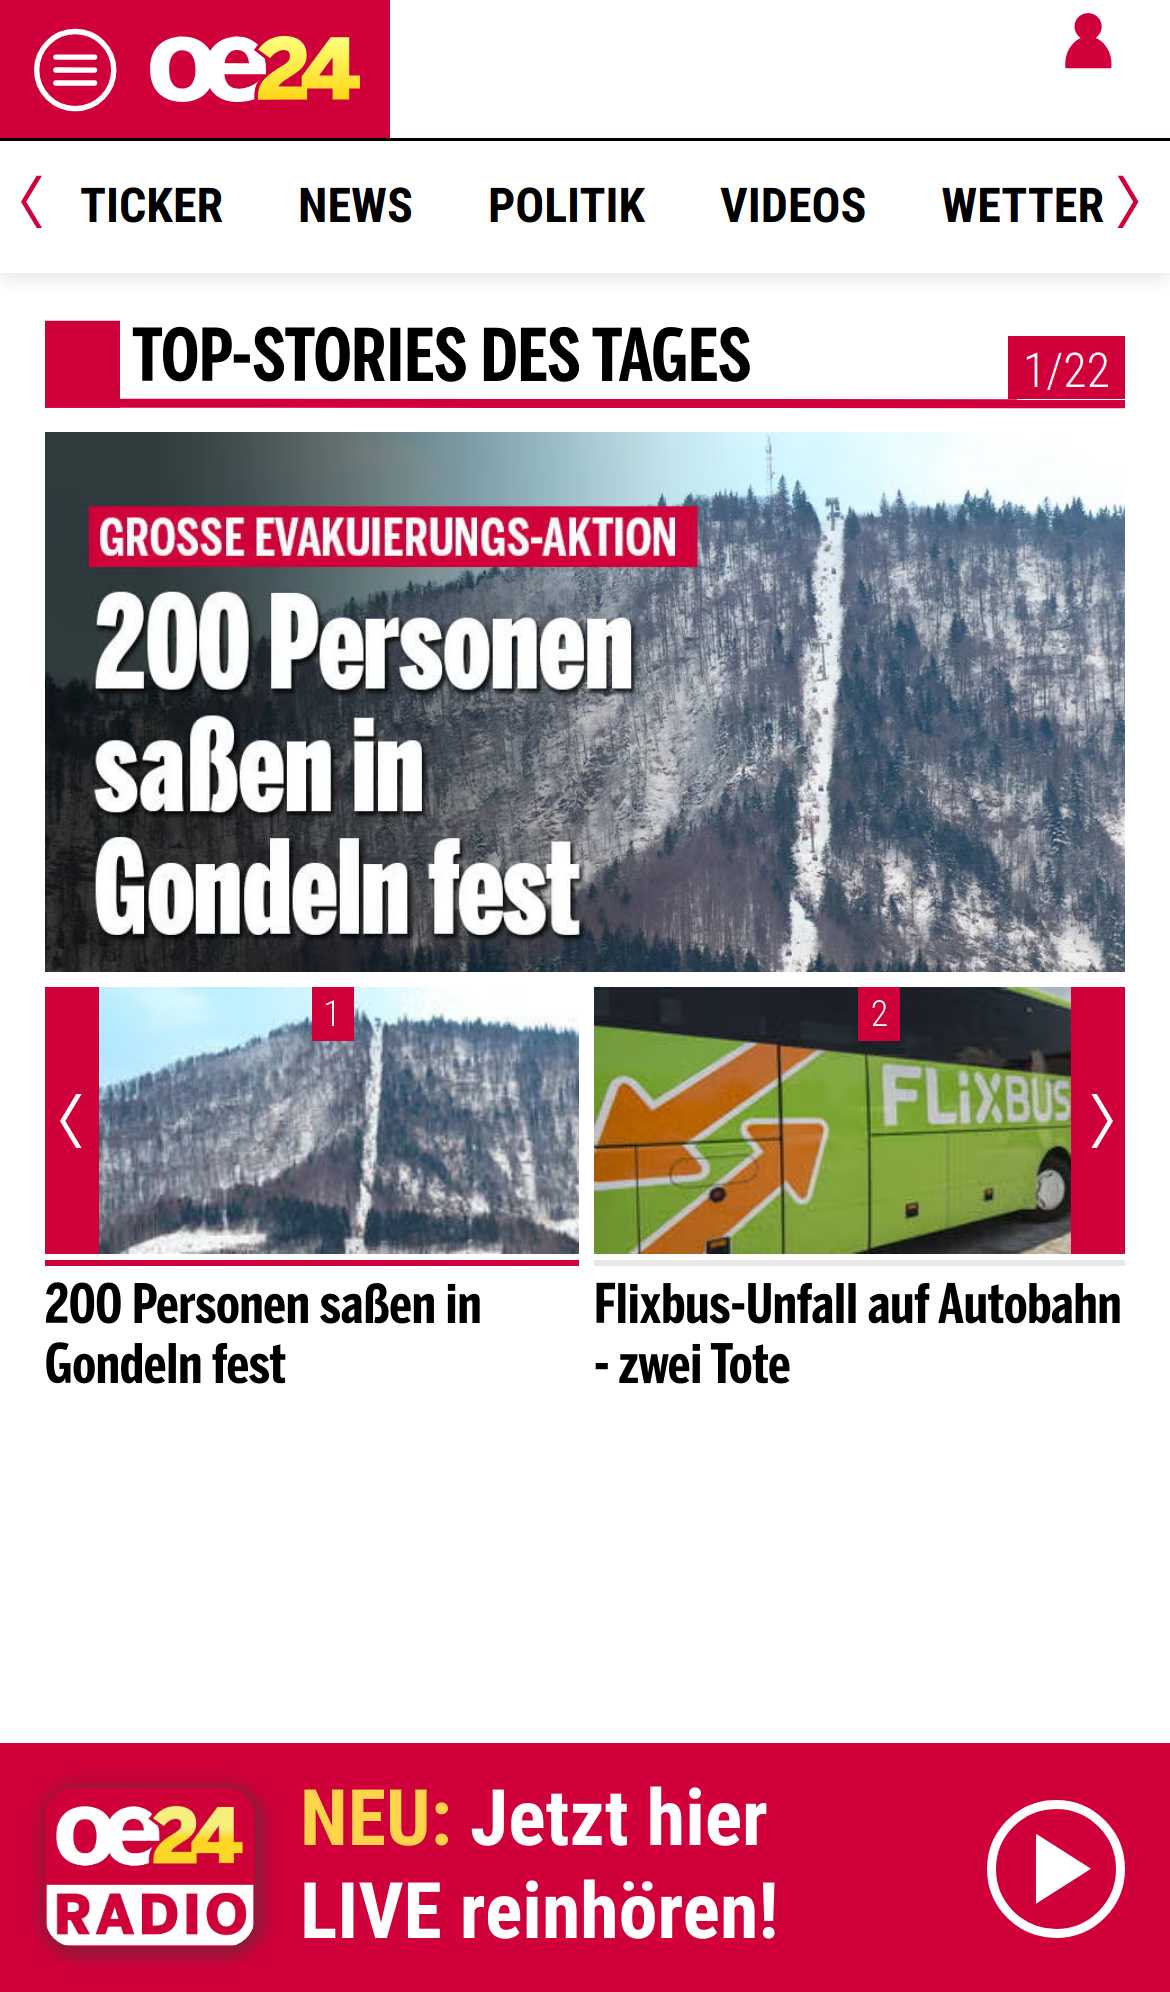 oe24
TICKER NEWS POLITIK VIDEOS WETTER
TOP-STORIES DES TAGES
1/22
GROSSE EVAKUIERUNGS-AKTION
200 Personen
saßen in
Gondeln fest
1
200 Personen saßen in
Gondeln fest
2
FLiXBUS
Flixbus-Unfall auf Autobahn
- zwei Tote
oe24
RADIO
NEU: Jetzt hier
LIVE reinhören!